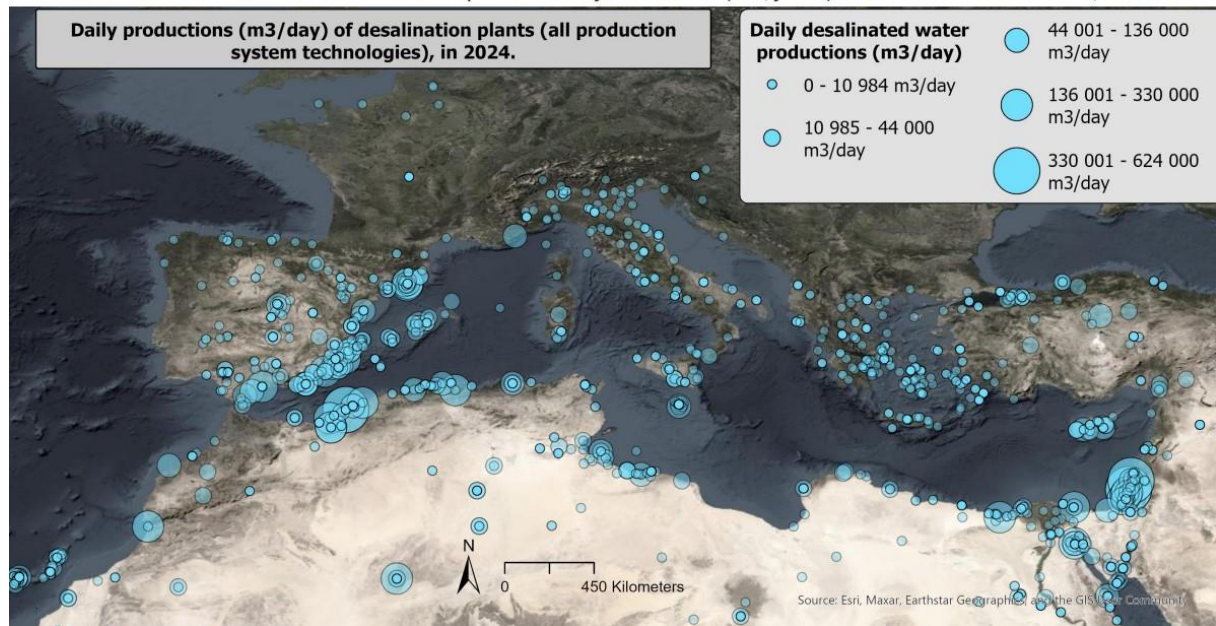 Daily productions (m3/day) of desalination plants (all production
system technologies), in 2024.
Daily desalinated water
productions (m3/day)
0 - 10 984 m3/day
10 985 - 44 000
m3/day
44 001 - 136 000
m3/day
136 001 - 330 000
m3/day
330 001 - 624 000
m3/day
N
0 450 Kilometers
Source: Esri, Maxar, Earthstar Geographics, and the GIS User Community